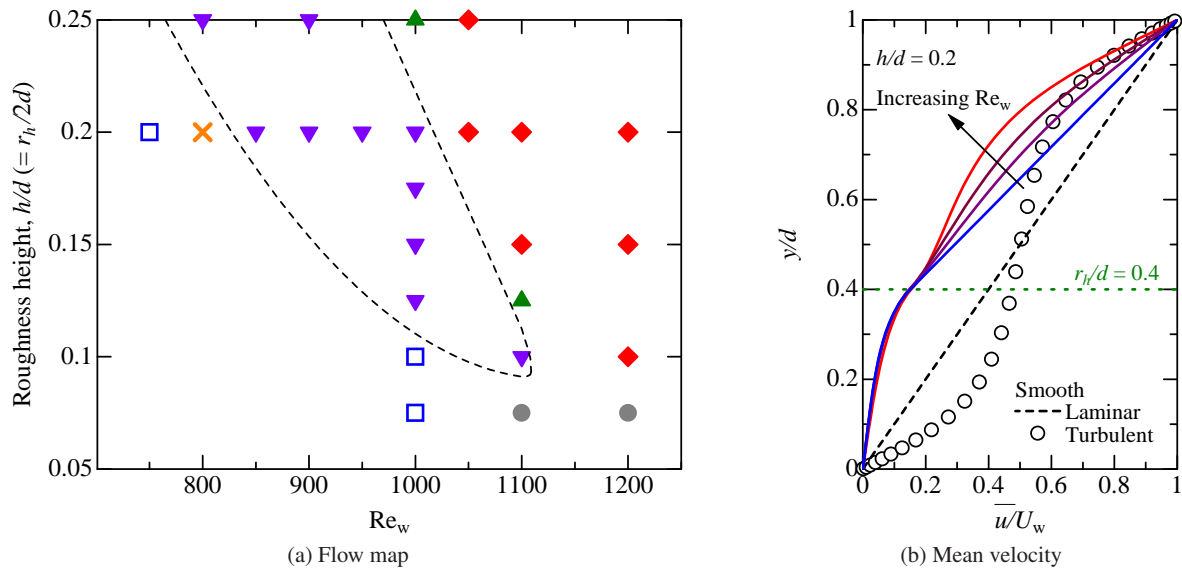 0.25
0.2
0.15
0.1
0.05
Roughness height, h/d (= r_h/2d)
800 900 1000 1100 1200
Re_w
(a) Flow map
1
0.8
0.6
0.4
0.2
0
y/d
h/d = 0.2
Increasing Re_w
r_h/d = 0.4
Smooth
Laminar
Turbulent
0 0.2 0.4 0.6 0.8 1
u̅/U_w
(b) Mean velocity